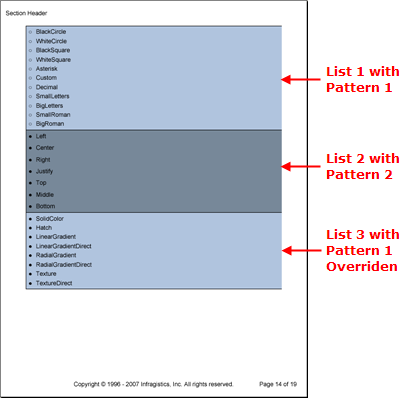 Section Header
BlackCircle
WhiteCircle
BlackSquare
WhiteSquare
Asterisk
Custom
Decimal
SmallLetters
BigLetters
SmallRoman
BigRoman
List 1 with
Pattern 1
Left
Center
Right
Justify
Top
Middle
Bottom
List 2 with
Pattern 2
SolidColor
Hatch
LinearGradient
LinearGradientDirect
RadialGradient
RadialGradientDirect
Texture
TextureDirect
List 3 with
Pattern 1
Overriden
Copyright © 1996 - 2007 Infragistics, Inc. All rights reserved. Page 14 of 19